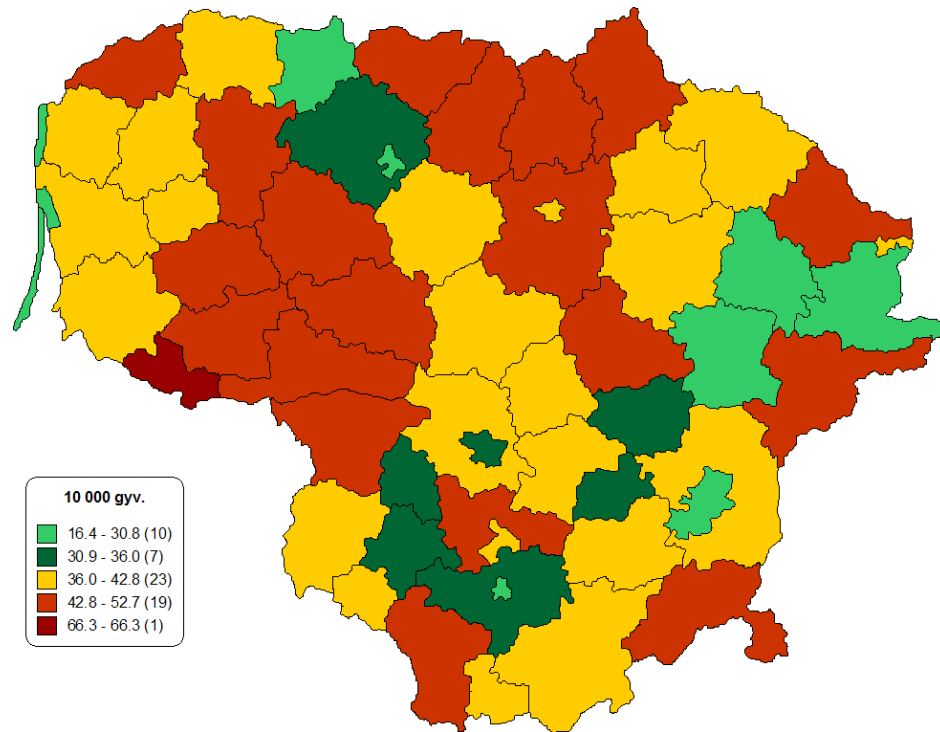 10 000 gyv.
16.4 - 30.8 (10)
30.9 - 36.0 (7)
36.0 - 42.8 (23)
42.8 - 52.7 (19)
66.3 - 66.3 (1)